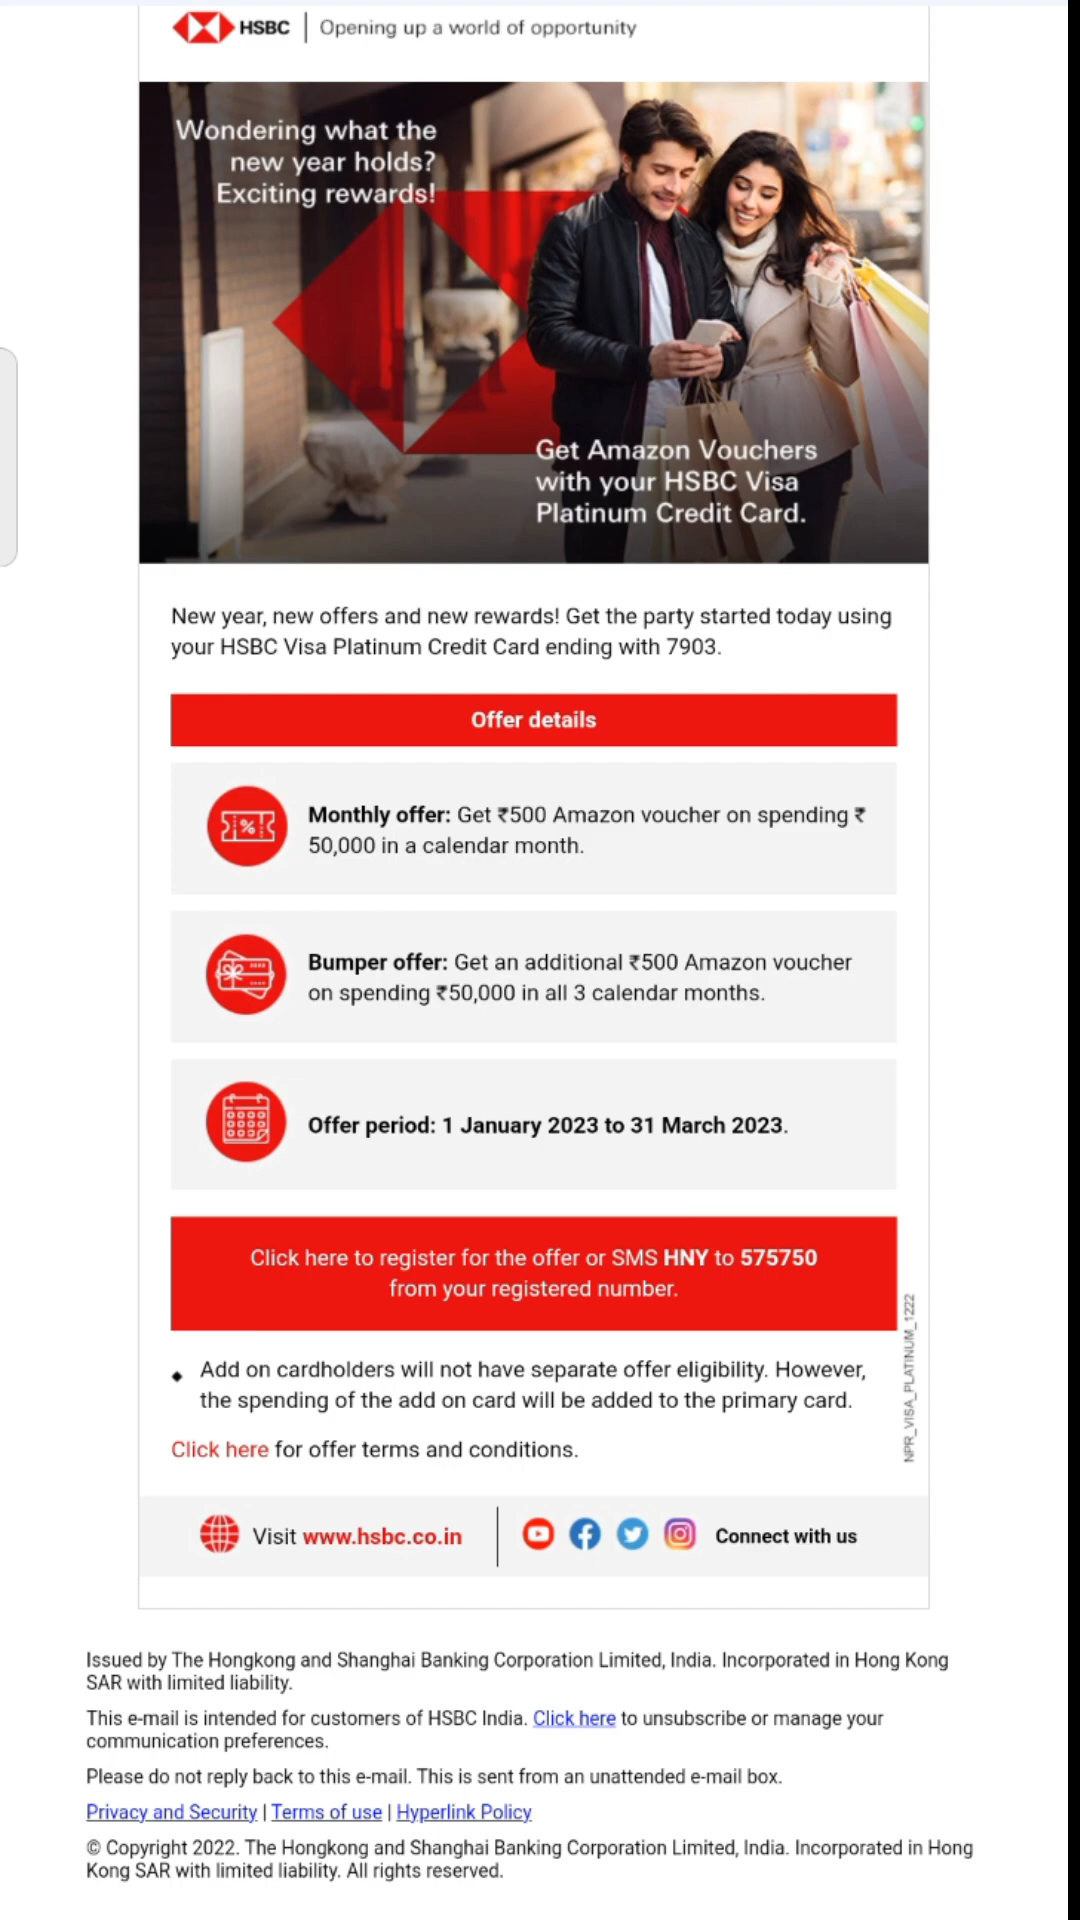 HSBC | Opening up a world of opportunity
Wondering what the
new year holds?
Exciting rewards!
Get Amazon Vouchers
with your HSBC Visa
Platinum Credit Card.
New year, new offers and new rewards! Get the party started today using
your HSBC Visa Platinum Credit Card ending with 7903.
Offer details
Monthly offer: Get ₹500 Amazon voucher on spending ₹
50,000 in a calendar month.
Bumper offer: Get an additional ₹500 Amazon voucher
on spending ₹50,000 in all 3 calendar months.
Offer period: 1 January 2023 to 31 March 2023.
Click here to register for the offer or SMS HNY to 575750
from your registered number.
NPR_VISA_PLATINUM_1222
◆ Add on cardholders will not have separate offer eligibility. However,
the spending of the add on card will be added to the primary card.
Click here for offer terms and conditions.
Visit www.hsbc.co.in
Connect with us
Issued by The Hongkong and Shanghai Banking Corporation Limited, India. Incorporated in Hong Kong
SAR with limited liability.
This e-mail is intended for customers of HSBC India. Click here to unsubscribe or manage your
communication preferences.
Please do not reply back to this e-mail. This is sent from an unattended e-mail box.
Privacy and Security | Terms of use | Hyperlink Policy
© Copyright 2022. The Hongkong and Shanghai Banking Corporation Limited, India. Incorporated in Hong
Kong SAR with limited liability. All rights reserved.